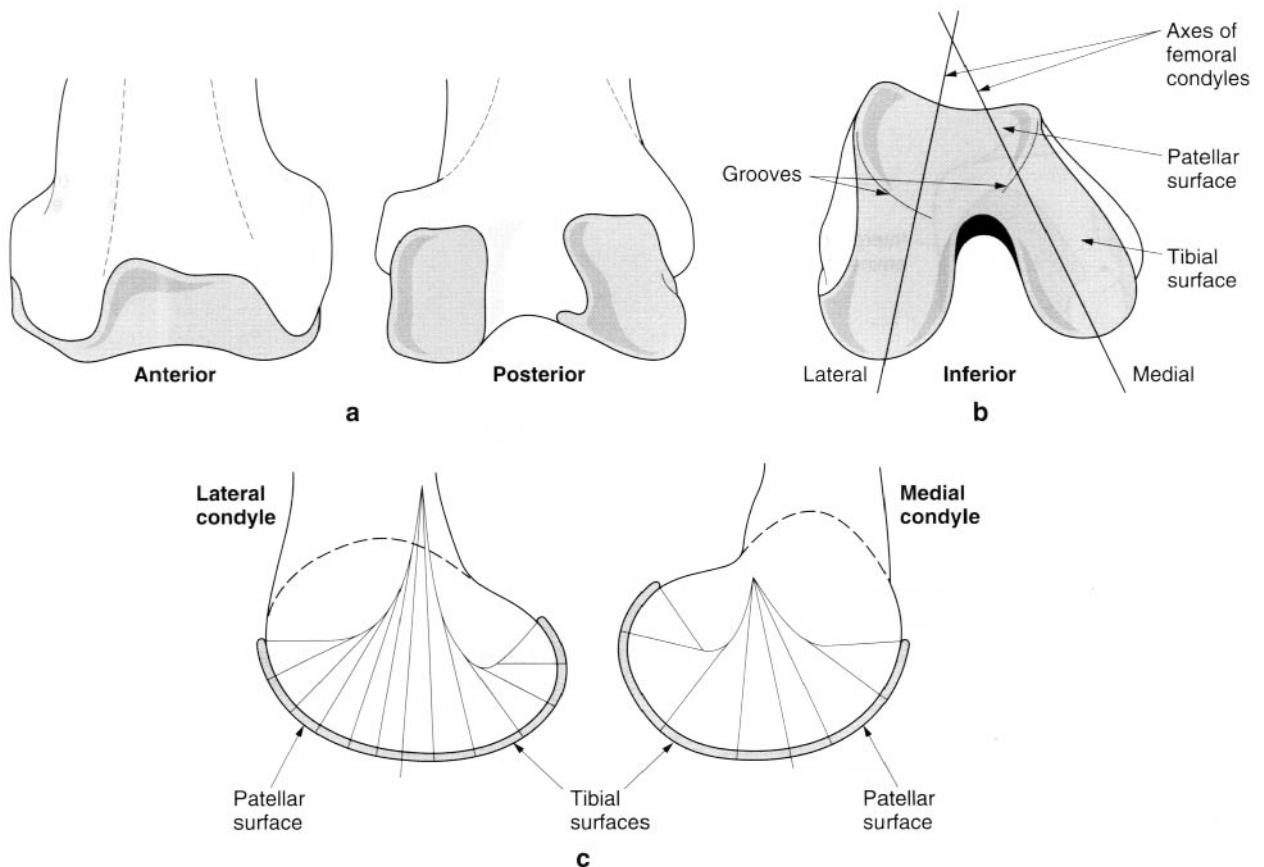 Axes of
femoral
condyles
Patellar
surface
Grooves
Tibial
surface
Anterior
Posterior
Lateral
Inferior
Medial
a
b
Lateral
condyle
Medial
condyle
Patellar
surface
Tibial
surfaces
Patellar
surface
c